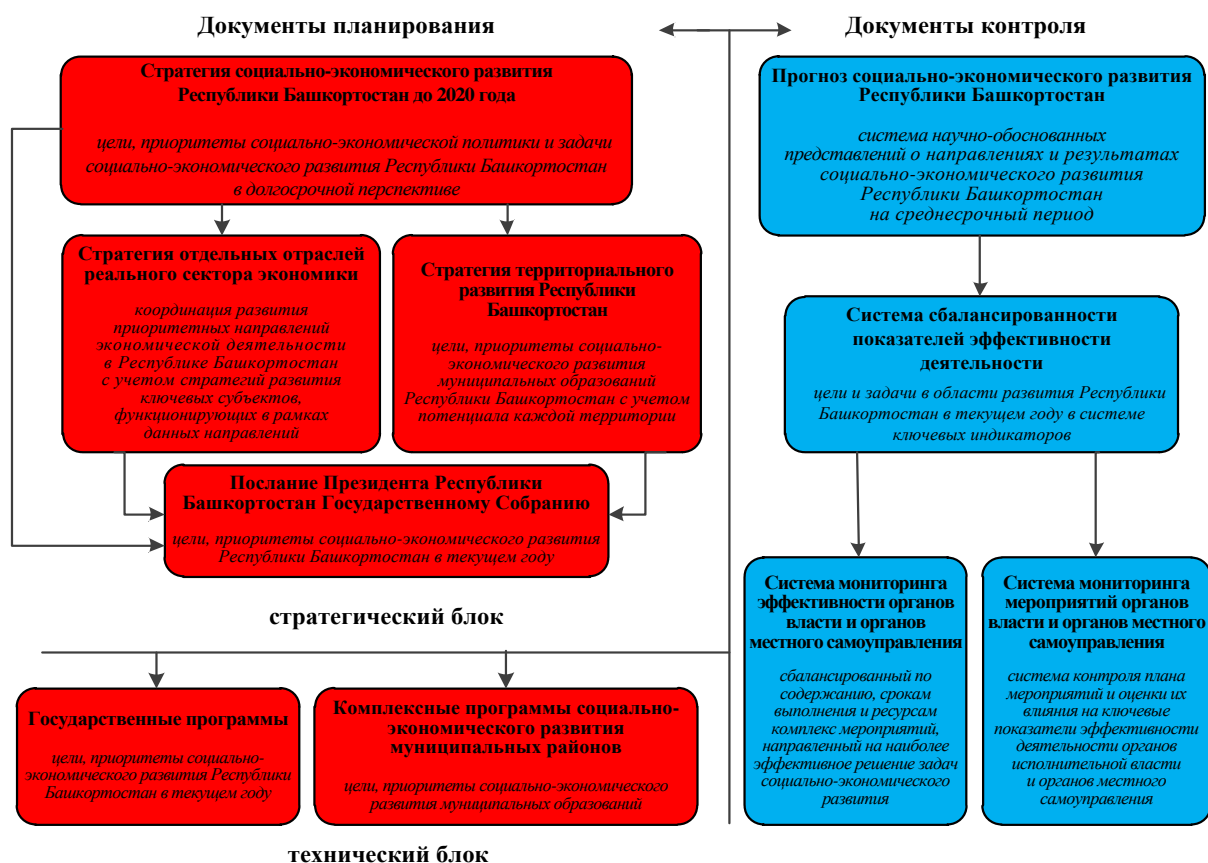 Документы планирования
Стратегия социально-экономического развития
Республики Башкортостан до 2020 года
цели, приоритеты социально-экономической политики и задачи
социально-экономического развития Республики Башкортостан
в долгосрочной перспективе
Стратегия отдельных отраслей
реального сектора экономики
координация развития
приоритетных направлений
экономической деятельности
в Республике Башкортостан
с учетом стратегий развития
ключевых субъектов,
функционирующих в рамках
данных направлений
Стратегия территориального
развития Республики
Башкортостан
цели, приоритеты социально-
экономического развития
муниципальных образований
Республики Башкортостан с учетом
потенциала каждой территории
Послание Президента Республики
Башкортостан Государственному Собранию
цели, приоритеты социально-экономического развития
Республики Башкортостан в текущем году
стратегический блок
Государственные программы
цели, приоритеты социально-
экономического развития Республики
Башкортостан в текущем году
Комплексные программы социально-
экономического развития
муниципальных районов
цели, приоритеты социально-экономического
развития муниципальных образований
технический блок
Документы контроля
Прогноз социально-экономического развития
Республики Башкортостан
система научно-обоснованных
представлений о направлениях и результатах
социально-экономического развития
Республики Башкортостан
на среднесрочный период
Система сбалансированности
показателей эффективности
деятельности
цели и задачи в области развития Республики
Башкортостан в текущем году в системе
ключевых индикаторов
Система мониторинга
эффективности органов
власти и органов
местного самоуправления
сбалансированный по
содержанию, срокам
выполнения и ресурсам
комплекс мероприятий,
направленный на наиболее
эффективное решение задач
социально-экономического
развития
Система мониторинга
мероприятий органов
власти и органов местного
самоуправления
система контроля плана
мероприятий и оценки их
влияния на ключевые
показатели эффективности
деятельности органов
исполнительной власти
и органов местного
самоуправления